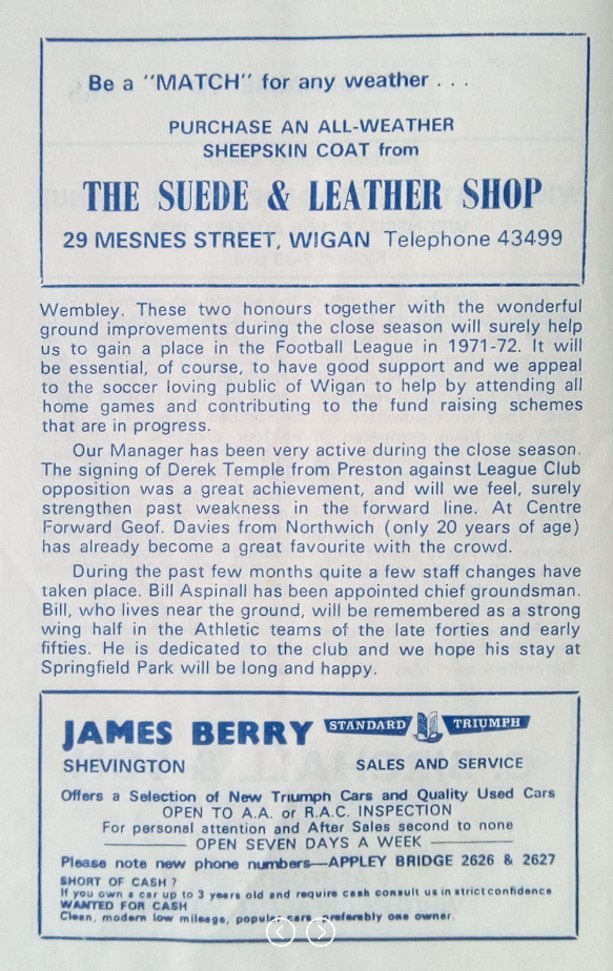 Be a "MATCH" for any weather . . .
PURCHASE AN ALL-WEATHER
SHEEPSKIN COAT from
THE SUEDE & LEATHER SHOP
29 MESNES STREET, WIGAN Telephone 43499
Wembley. These two honours together with the wonderful
ground improvements during the close season will surely help
us to gain a place in the Football League in 1971-72. It will
be essential, of course, to have good support and we appeal
to the soccer loving public of Wigan to help by attending all
home games and contributing to the fund raising schemes
that are in progress.
Our Manager has been very active during the close season.
The signing of Derek Temple from Preston against League Club
opposition was a great achievement, and will we feel, surely
strengthen past weakness in the forward line. At Centre
Forward Geof. Davies from Northwich (only 20 years of age)
has already become a great favourite with the crowd.
During the past few months quite a few staff changes have
taken place. Bill Aspinall has been appointed chief groundsman.
Bill, who lives near the ground, will be remembered as a strong
wing half in the Athletic teams of the late forties and early
fifties. He is dedicated to the club and we hope his stay at
Springfield Park will be long and happy.
JAMES BERRY STANDARD TRIUMPH
SHEVINGTON SALES AND SERVICE
Offers a Selection of New Triumph Cars and Quality Used Cars
OPEN TO A.A. or R.A.C. INSPECTION
For personal attention and After Sales second to none
OPEN SEVEN DAYS A WEEK
Please note new phone numbers—APPLEY BRIDGE 2626 & 2627
SHORT OF CASH ?
If you own a car up to 3 years old and require cash consult us in strict confidence
WANTED FOR CASH
Clean, modern low mileage, popular cars, preferably one owner.